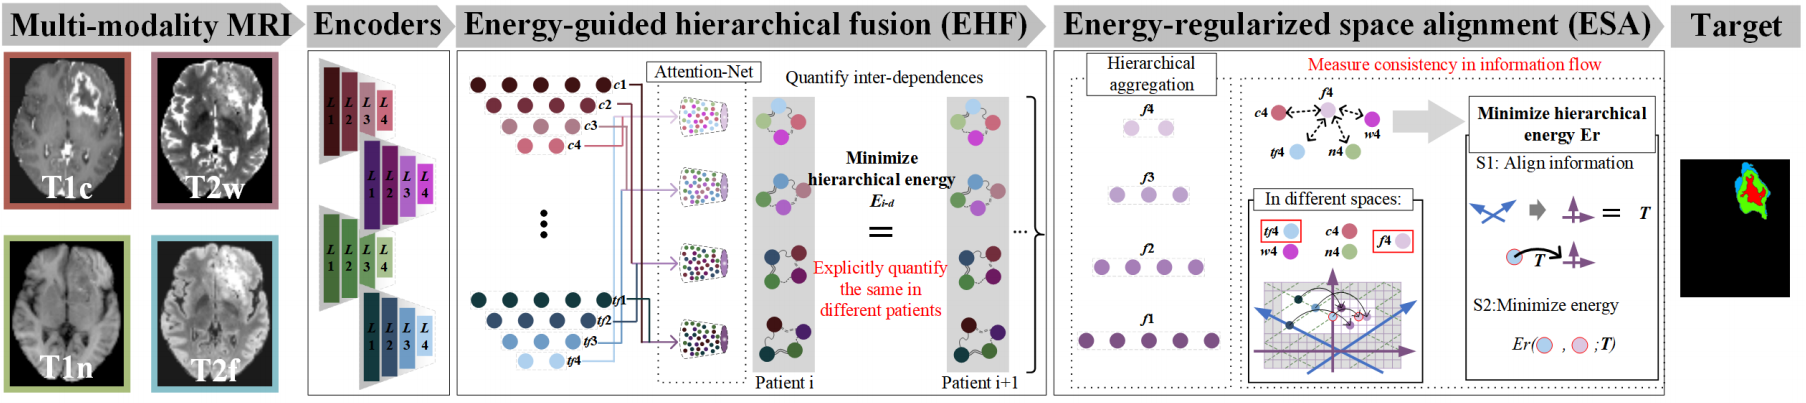 Multi-modality MRI
Encoders
Energy-guided hierarchical fusion (EHF)
Energy-regularized space alignment (ESA)
Target
T1c
T2w
T1n
T2f
L 1
L 2
L 3
L 4
L 1
L 2
L 3
L 4
L 1
L 2
L 3
L 4
L 1
L 2
L 3
L 4
c1
c2
c3
c4
tf1
tf2
tf3
tf4
Attention-Net
Quantify inter-dependences
Minimize
hierarchical energy
Ei-d
=
Explicitly quantify
the same in
different patients
Patient i
Patient i+1
...
Hierarchical
aggregation
f4
f3
f2
f1
Measure consistency in information flow
f4
c4
w4
tf4
n4
In different spaces:
tf4
c4
f4
w4
n4
Minimize hierarchical
energy Er
S1: Align information
= T
T
S2:Minimize energy
Er( , ;T)